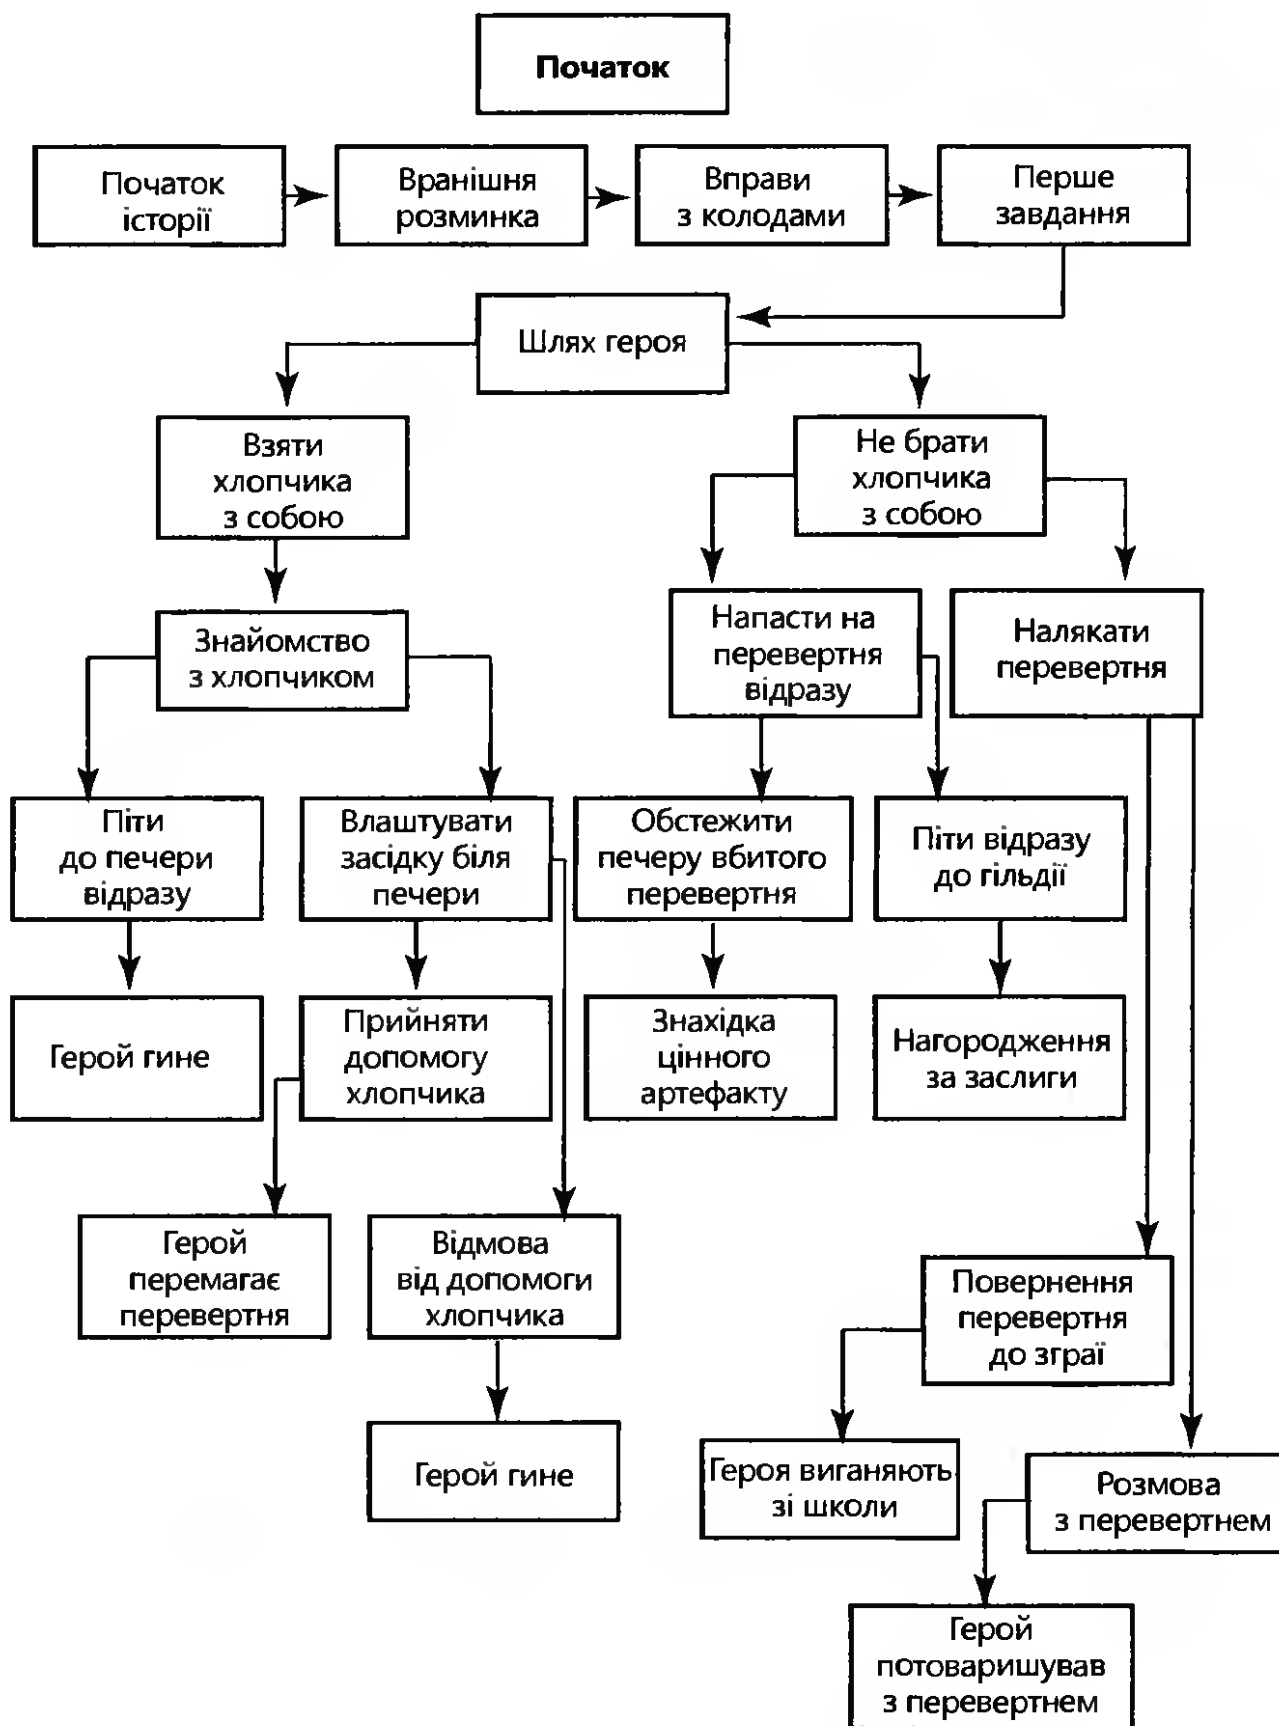 Початок
Початок
історії
Вранішня
розминка
Вправи
з колодами
Перше
завдання
Шлях героя
Взяти
хлопчика
з собою
Не брати
хлопчика
з собою
Знайомство
з хлопчиком
Напасти на
перевертня
відразу
Налякати
перевертня
Піти
до печери
відразу
Влаштувати
засідку біля
печери
Обстежити
печеру вбитого
перевертня
Піти відразу
до гільдії
Герой гине
Прийняти
допомогу
хлопчика
Знахідка
цінного
артефакту
Нагородження
за заслиги
Герой
перемагає
перевертня
Відмова
від допомоги
хлопчика
Повернення
перевертня
до зграї
Герой гине
Героя виганяють
зі школи
Розмова
з перевертнем
Герой
потоваришував
з перевертнем